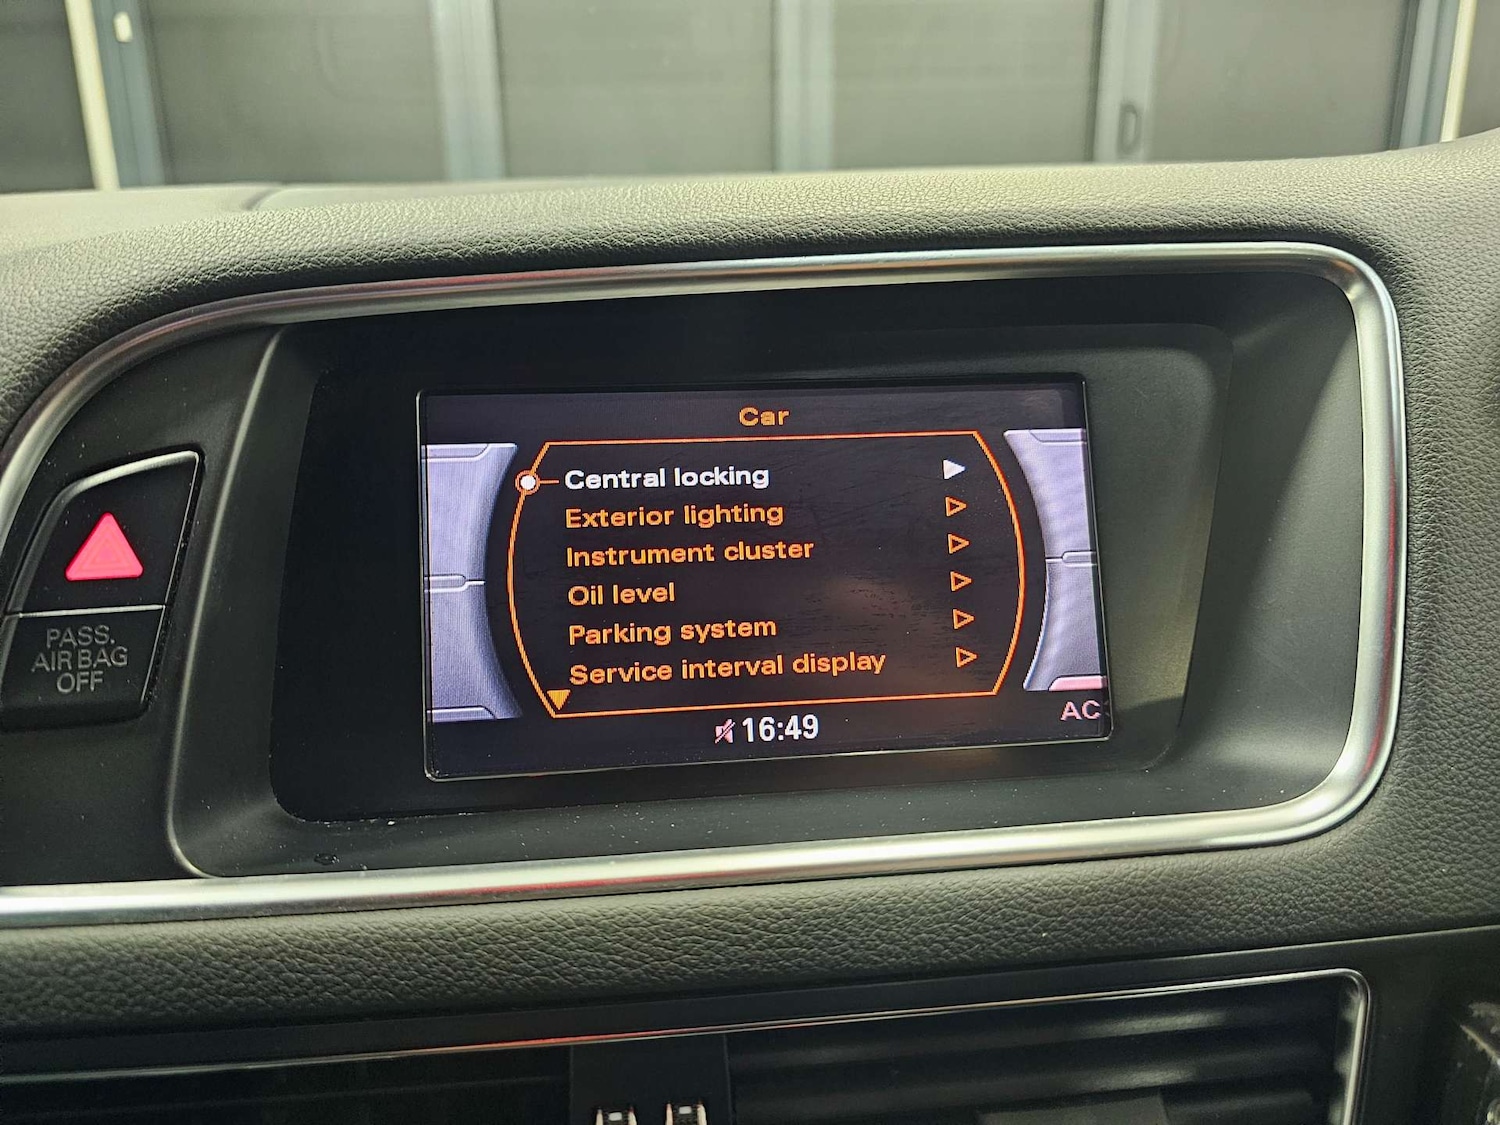 Car
Central locking
Exterior lighting
Instrument cluster
Oil level
Parking system
Service interval display
16:49
AC
PASS.
AIR BAG
OFF